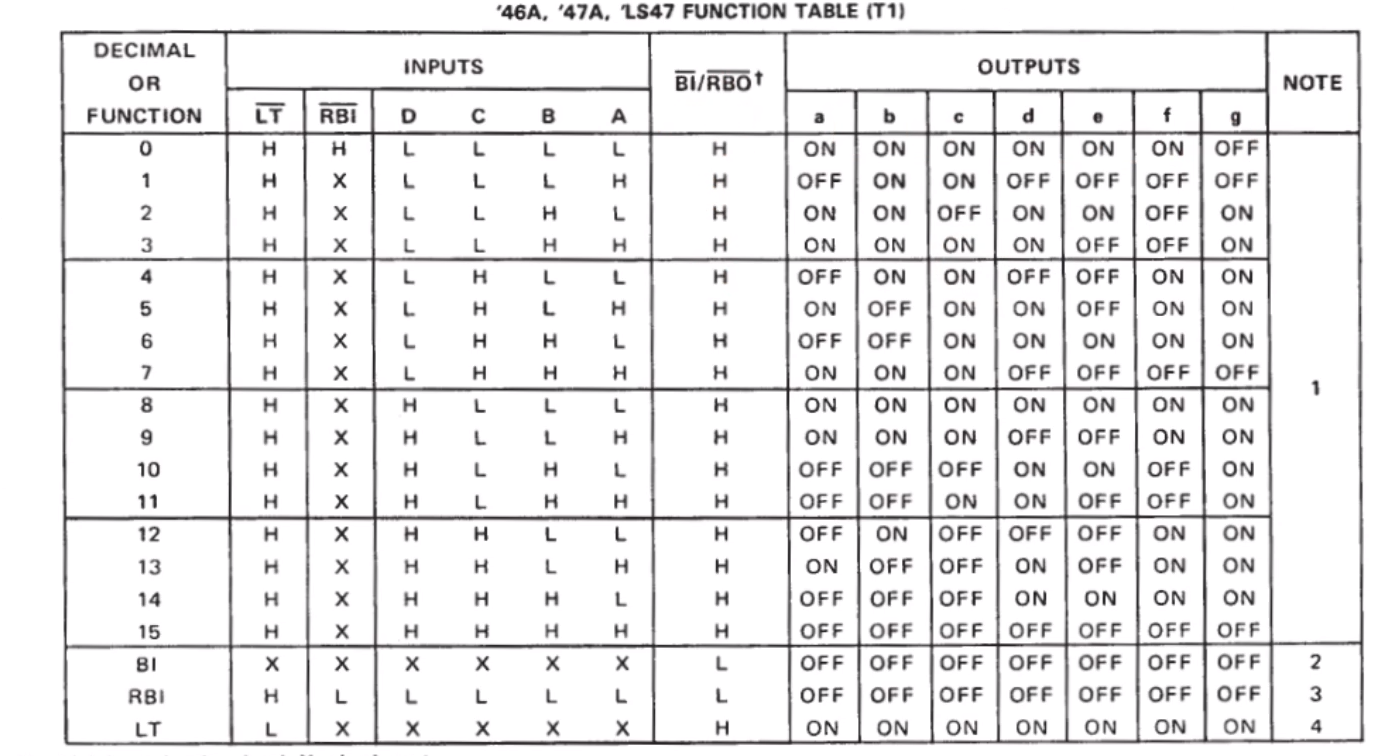 '46A, '47A, 'LS47 FUNCTION TABLE (T1)
DECIMAL OR FUNCTION INPUTS B̅I̅/R̅B̅O̅† OUTPUTS NOTE
L̅T̅ R̅B̅I̅ D C B A a b c d e f g
0 H H L L L L H ON ON ON ON ON ON OFF
1 H X L L L H H OFF ON ON OFF OFF OFF OFF
2 H X L L H L H ON ON OFF ON ON OFF ON
3 H X L L H H H ON ON ON ON OFF OFF ON
4 H X L H L L H OFF ON ON OFF OFF ON ON
5 H X L H L H H ON OFF ON ON OFF ON ON
6 H X L H H L H OFF OFF ON ON ON ON ON
7 H X L H H H H ON ON ON OFF OFF OFF OFF
1
8 H X H L L L H ON ON ON ON ON ON ON
9 H X H L L H H ON ON ON OFF OFF ON ON
10 H X H L H L H OFF OFF OFF ON ON OFF ON
11 H X H L H H H OFF OFF ON ON OFF OFF ON
12 H X H H L L H OFF ON OFF OFF OFF ON ON
13 H X H H L H H ON OFF OFF ON OFF ON ON
14 H X H H H L H OFF OFF OFF ON ON ON ON
15 H X H H H H H OFF OFF OFF OFF OFF OFF OFF
BI X X X X X X L OFF OFF OFF OFF OFF OFF OFF 2
RBI H L L L L L L OFF OFF OFF OFF OFF OFF OFF 3
LT L X X X X X H ON ON ON ON ON ON ON 4